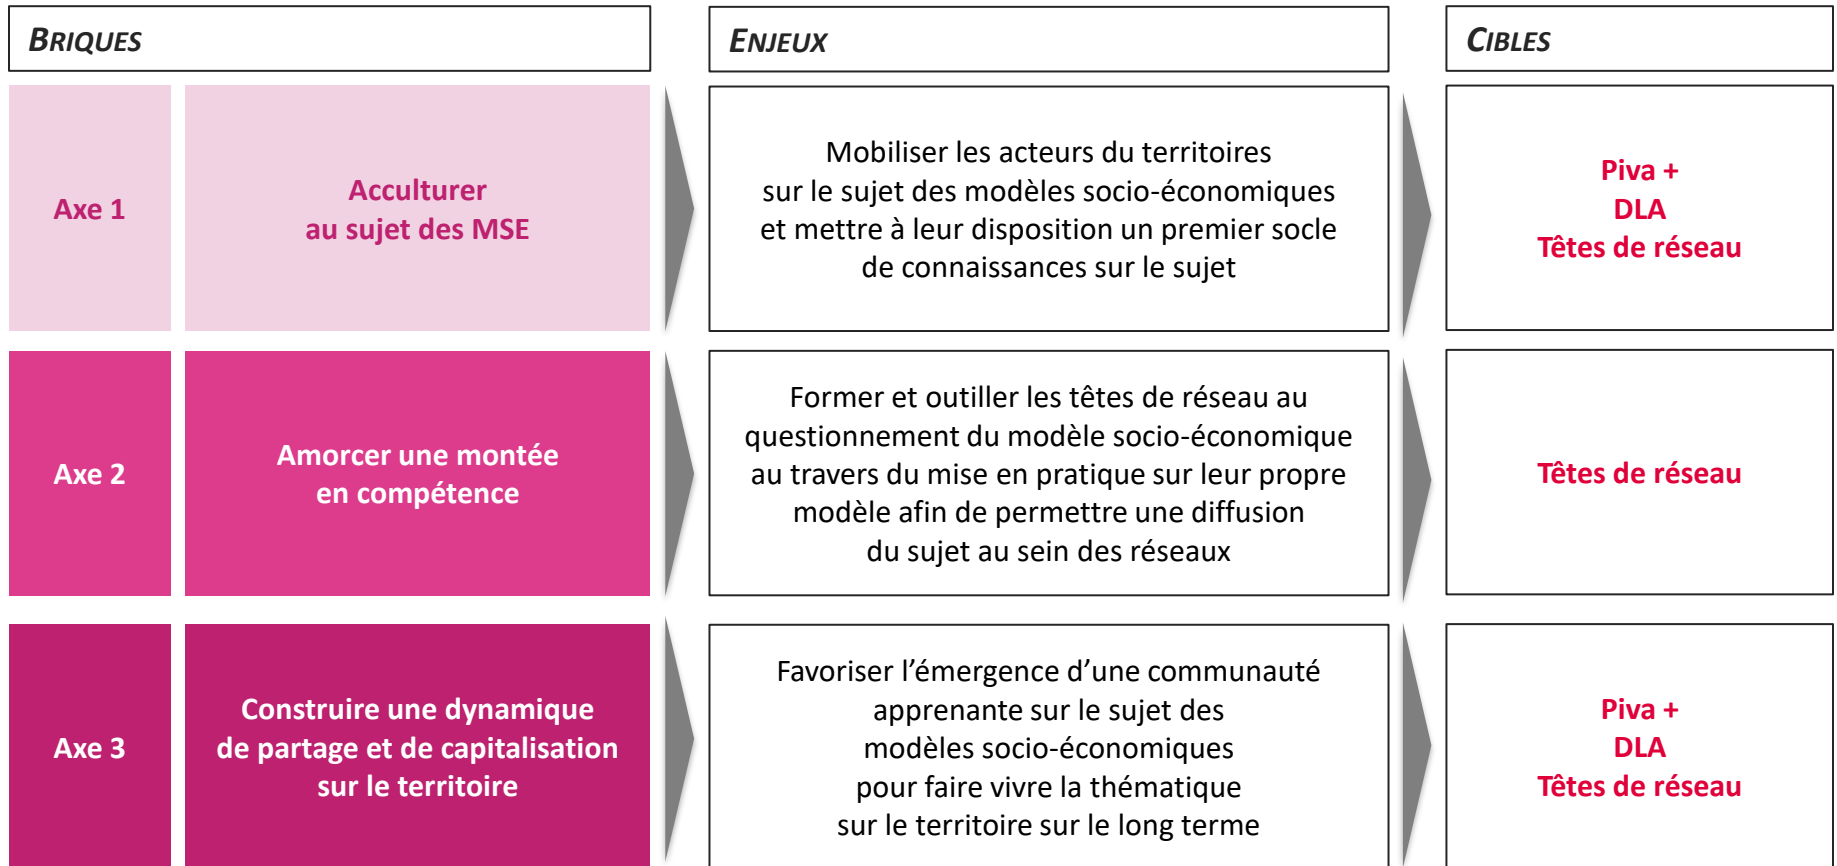 BRIQUES
ENJEUX
CIBLES
Axe 1
Acculturer
au sujet des MSE
Mobiliser les acteurs du territoires
sur le sujet des modèles socio-économiques
et mettre à leur disposition un premier socle
de connaissances sur le sujet
Piva +
DLA
Têtes de réseau
Axe 2
Amorcer une montée
en compétence
Former et outiller les têtes de réseau au
questionnement du modèle socio-économique
au travers du mise en pratique sur leur propre
modèle afin de permettre une diffusion
du sujet au sein des réseaux
Têtes de réseau
Axe 3
Construire une dynamique
de partage et de capitalisation
sur le territoire
Favoriser l’émergence d’une communauté
apprenante sur le sujet des
modèles socio-économiques
pour faire vivre la thématique
sur le territoire sur le long terme
Piva +
DLA
Têtes de réseau